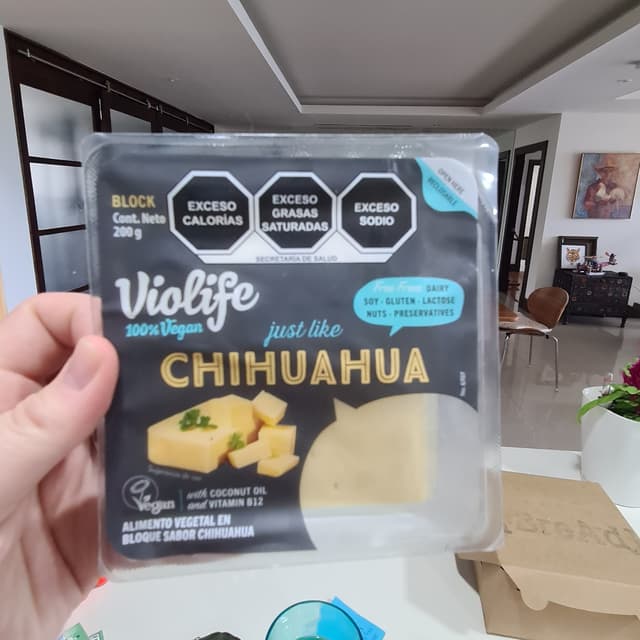 BLOCK
Cont. Neto
200 g
EXCESO
CALORÍAS
EXCESO
GRASAS
SATURADAS
EXCESO
SODIO
SECRETARÍA DE SALUD
OPEN HERE
RECLOSABLE
Violife
100% Vegan
Free From DAIRY
SOY · GLUTEN · LACTOSE
NUTS · PRESERVATIVES
just like
CHIHUAHUA
Vegan
with COCONUT OIL
and VITAMIN B12
ALIMENTO VEGETAL EN
BLOQUE SABOR CHIHUAHUA